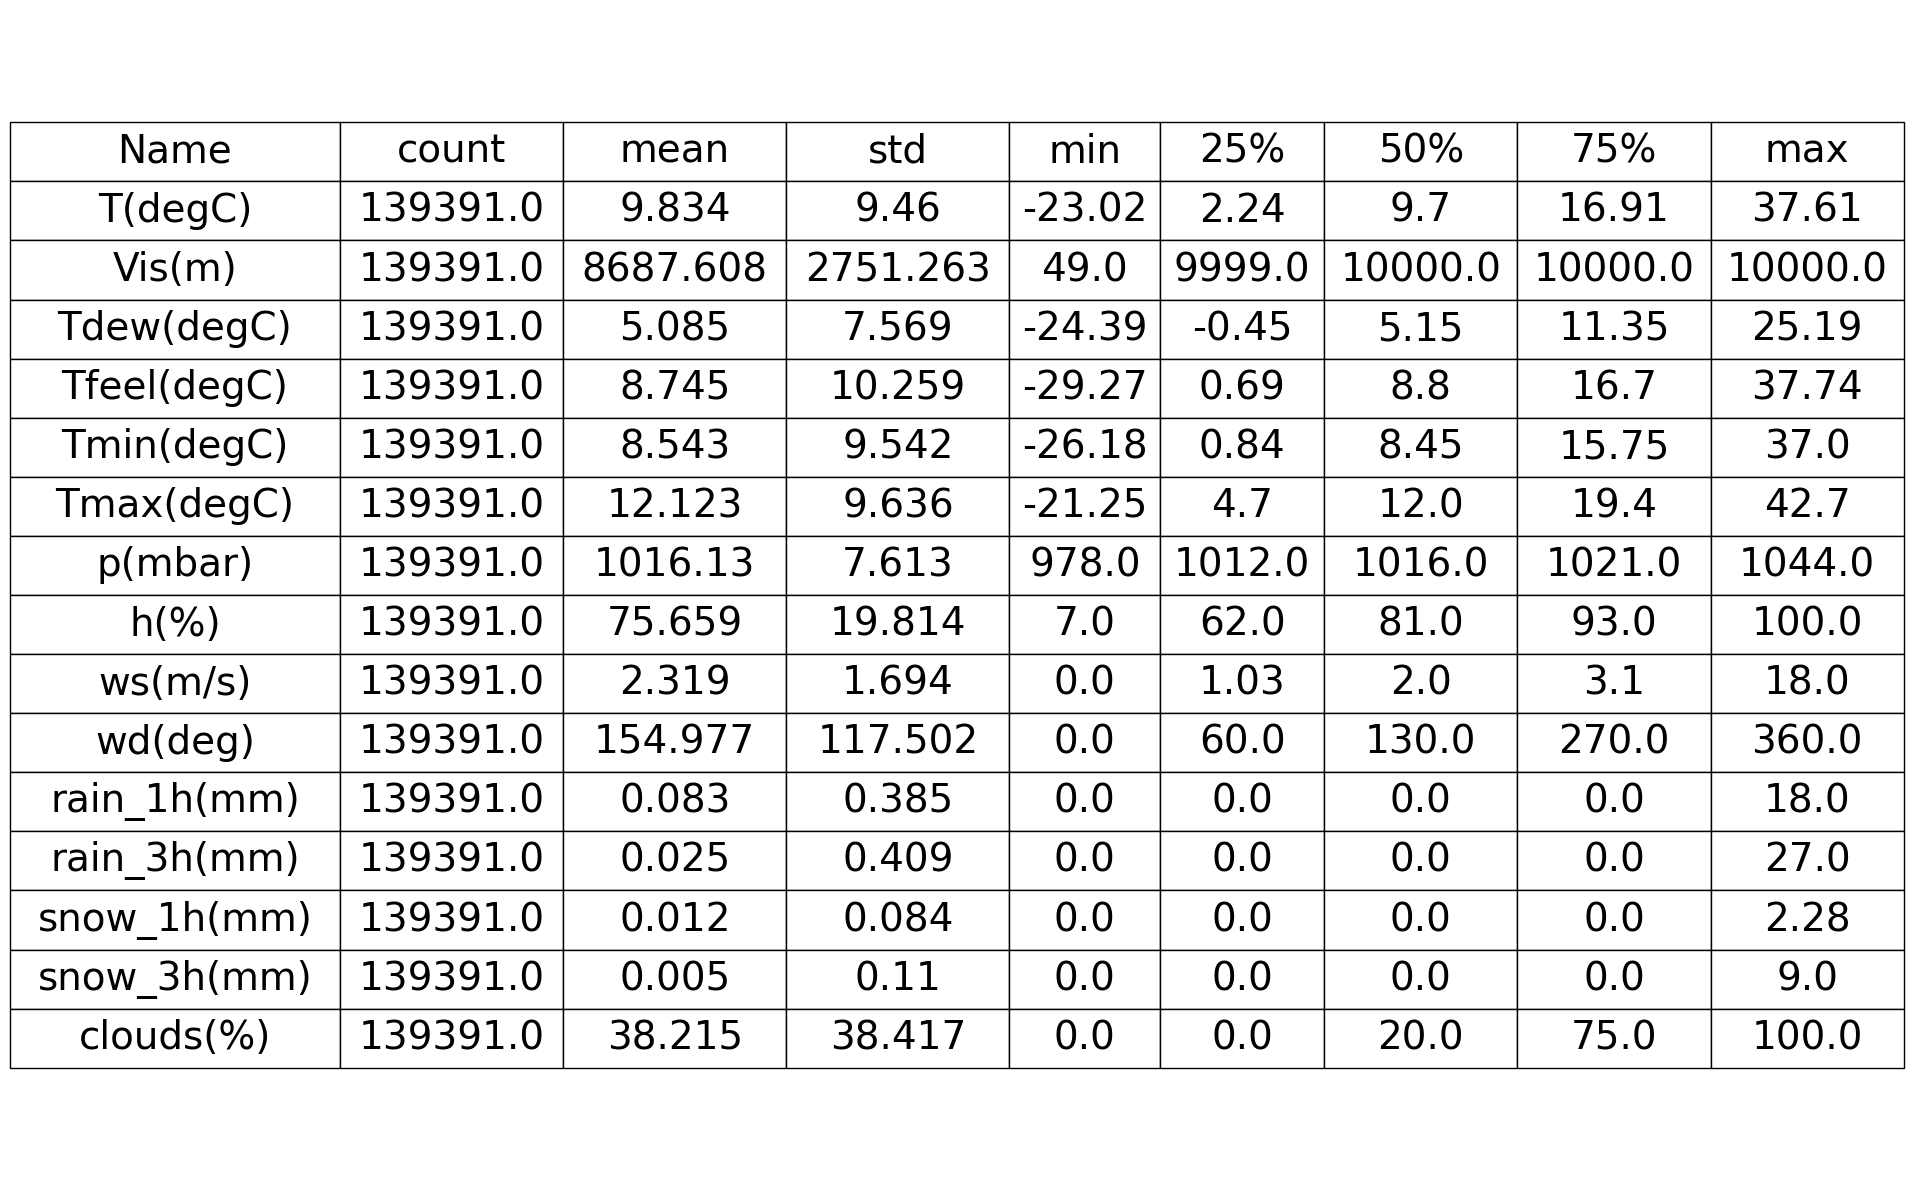 Name count mean std min 25% 50% 75% max
T(degC) 139391.0 9.834 9.46 -23.02 2.24 9.7 16.91 37.61
Vis(m) 139391.0 8687.608 2751.263 49.0 9999.0 10000.0 10000.0 10000.0
Tdew(degC) 139391.0 5.085 7.569 -24.39 -0.45 5.15 11.35 25.19
Tfeel(degC) 139391.0 8.745 10.259 -29.27 0.69 8.8 16.7 37.74
Tmin(degC) 139391.0 8.543 9.542 -26.18 0.84 8.45 15.75 37.0
Tmax(degC) 139391.0 12.123 9.636 -21.25 4.7 12.0 19.4 42.7
p(mbar) 139391.0 1016.13 7.613 978.0 1012.0 1016.0 1021.0 1044.0
h(%) 139391.0 75.659 19.814 7.0 62.0 81.0 93.0 100.0
ws(m/s) 139391.0 2.319 1.694 0.0 1.03 2.0 3.1 18.0
wd(deg) 139391.0 154.977 117.502 0.0 60.0 130.0 270.0 360.0
rain_1h(mm) 139391.0 0.083 0.385 0.0 0.0 0.0 0.0 18.0
rain_3h(mm) 139391.0 0.025 0.409 0.0 0.0 0.0 0.0 27.0
snow_1h(mm) 139391.0 0.012 0.084 0.0 0.0 0.0 0.0 2.28
snow_3h(mm) 139391.0 0.005 0.11 0.0 0.0 0.0 0.0 9.0
clouds(%) 139391.0 38.215 38.417 0.0 0.0 20.0 75.0 100.0